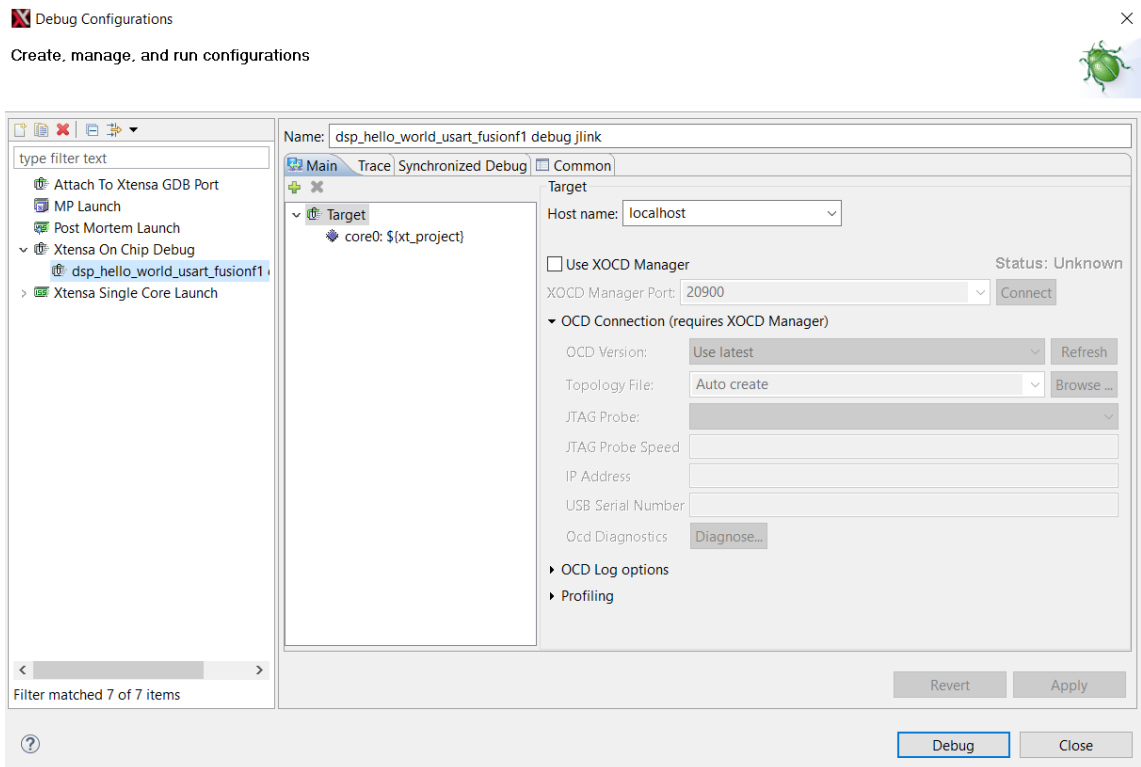 Debug Configurations
Create, manage, and run configurations
type filter text
Attach To Xtensa GDB Port
MP Launch
Post Mortem Launch
Xtensa On Chip Debug
dsp_hello_world_usart_fusionf1
Xtensa Single Core Launch
Filter matched 7 of 7 items
Name: dsp_hello_world_usart_fusionf1 debug jlink
Main Trace Synchronized Debug Common
Target
core0: ${xt_project}
Target
Host name: localhost
Use XOCD Manager Status: Unknown
XOCD Manager Port: 20900 Connect
OCD Connection (requires XOCD Manager)
OCD Version: Use latest Refresh
Topology File: Auto create Browse ...
JTAG Probe:
JTAG Probe Speed
IP Address
USB Serial Number
Ocd Diagnostics Diagnose...
OCD Log options
Profiling
Revert Apply
Debug Close